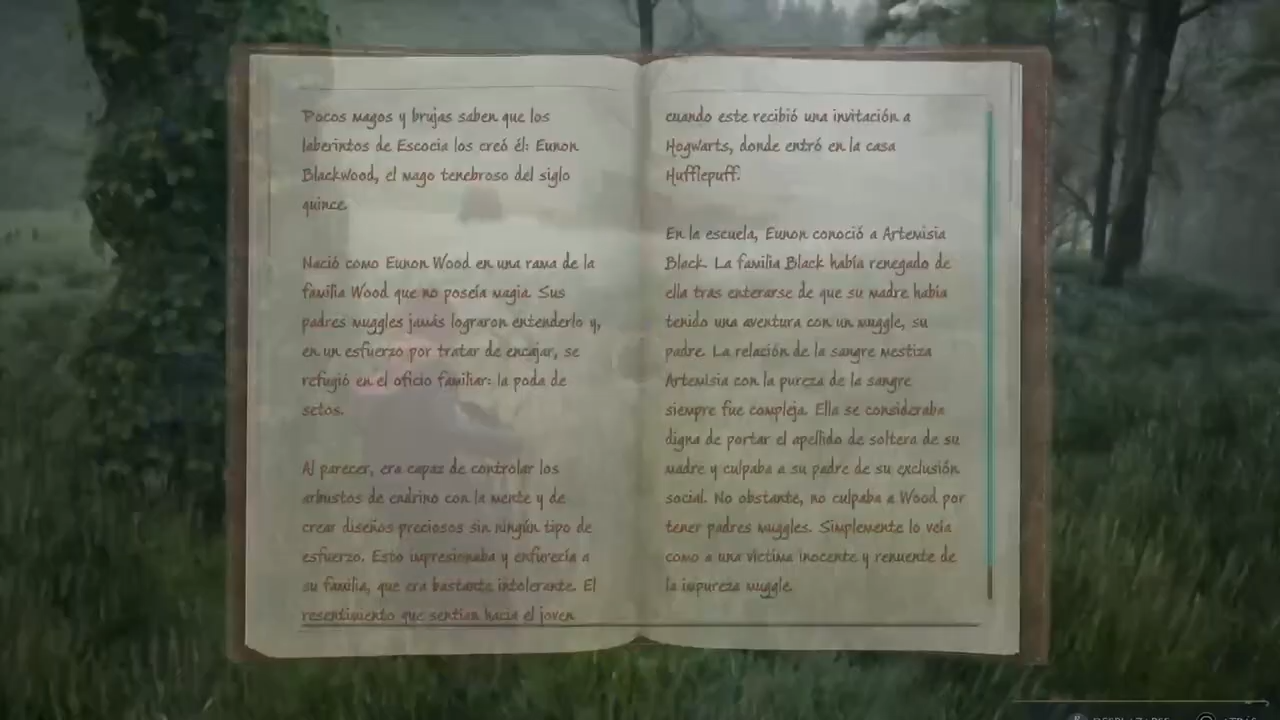 Pocos magos y brujas saben que los
laberintos de Escocia los creó él: Eunon
Blackwood, el mago tenebroso del siglo
quince.
Nació como Eunon Wood en una rama de la
familia Wood que no poseía magia. Sus
padres muggles jamás lograron entenderlo y,
en un esfuerzo por tratar de encajar, se
refugió en el oficio familiar: la poda de
setos.
Al parecer, era capaz de controlar los
arbustos de endrino con la mente y de
crear diseños preciosos sin ningún tipo de
esfuerzo. Esto impresionaba y enfurecía a
su familia, que era bastante intolerante. El
resentimiento que sentían hacia el joven
cuando este recibió una invitación a
Hogwarts, donde entró en la casa
Hufflepuff.
En la escuela, Eunon conoció a Artemisia
Black. La familia Black había renegado de
ella tras enterarse de que su madre había
tenido una aventura con un muggle, su
padre. La relación de la sangre mestiza
Artemisia con la pureza de la sangre
siempre fue compleja. Ella se consideraba
digna de portar el apellido de soltera de su
madre y culpaba a su padre de su exclusión
social. No obstante, no culpaba a Wood por
tener padres muggles. Simplemente lo veía
como a una víctima inocente y renuente de
la impureza muggle.
DESPLAZARSE ATRÁS